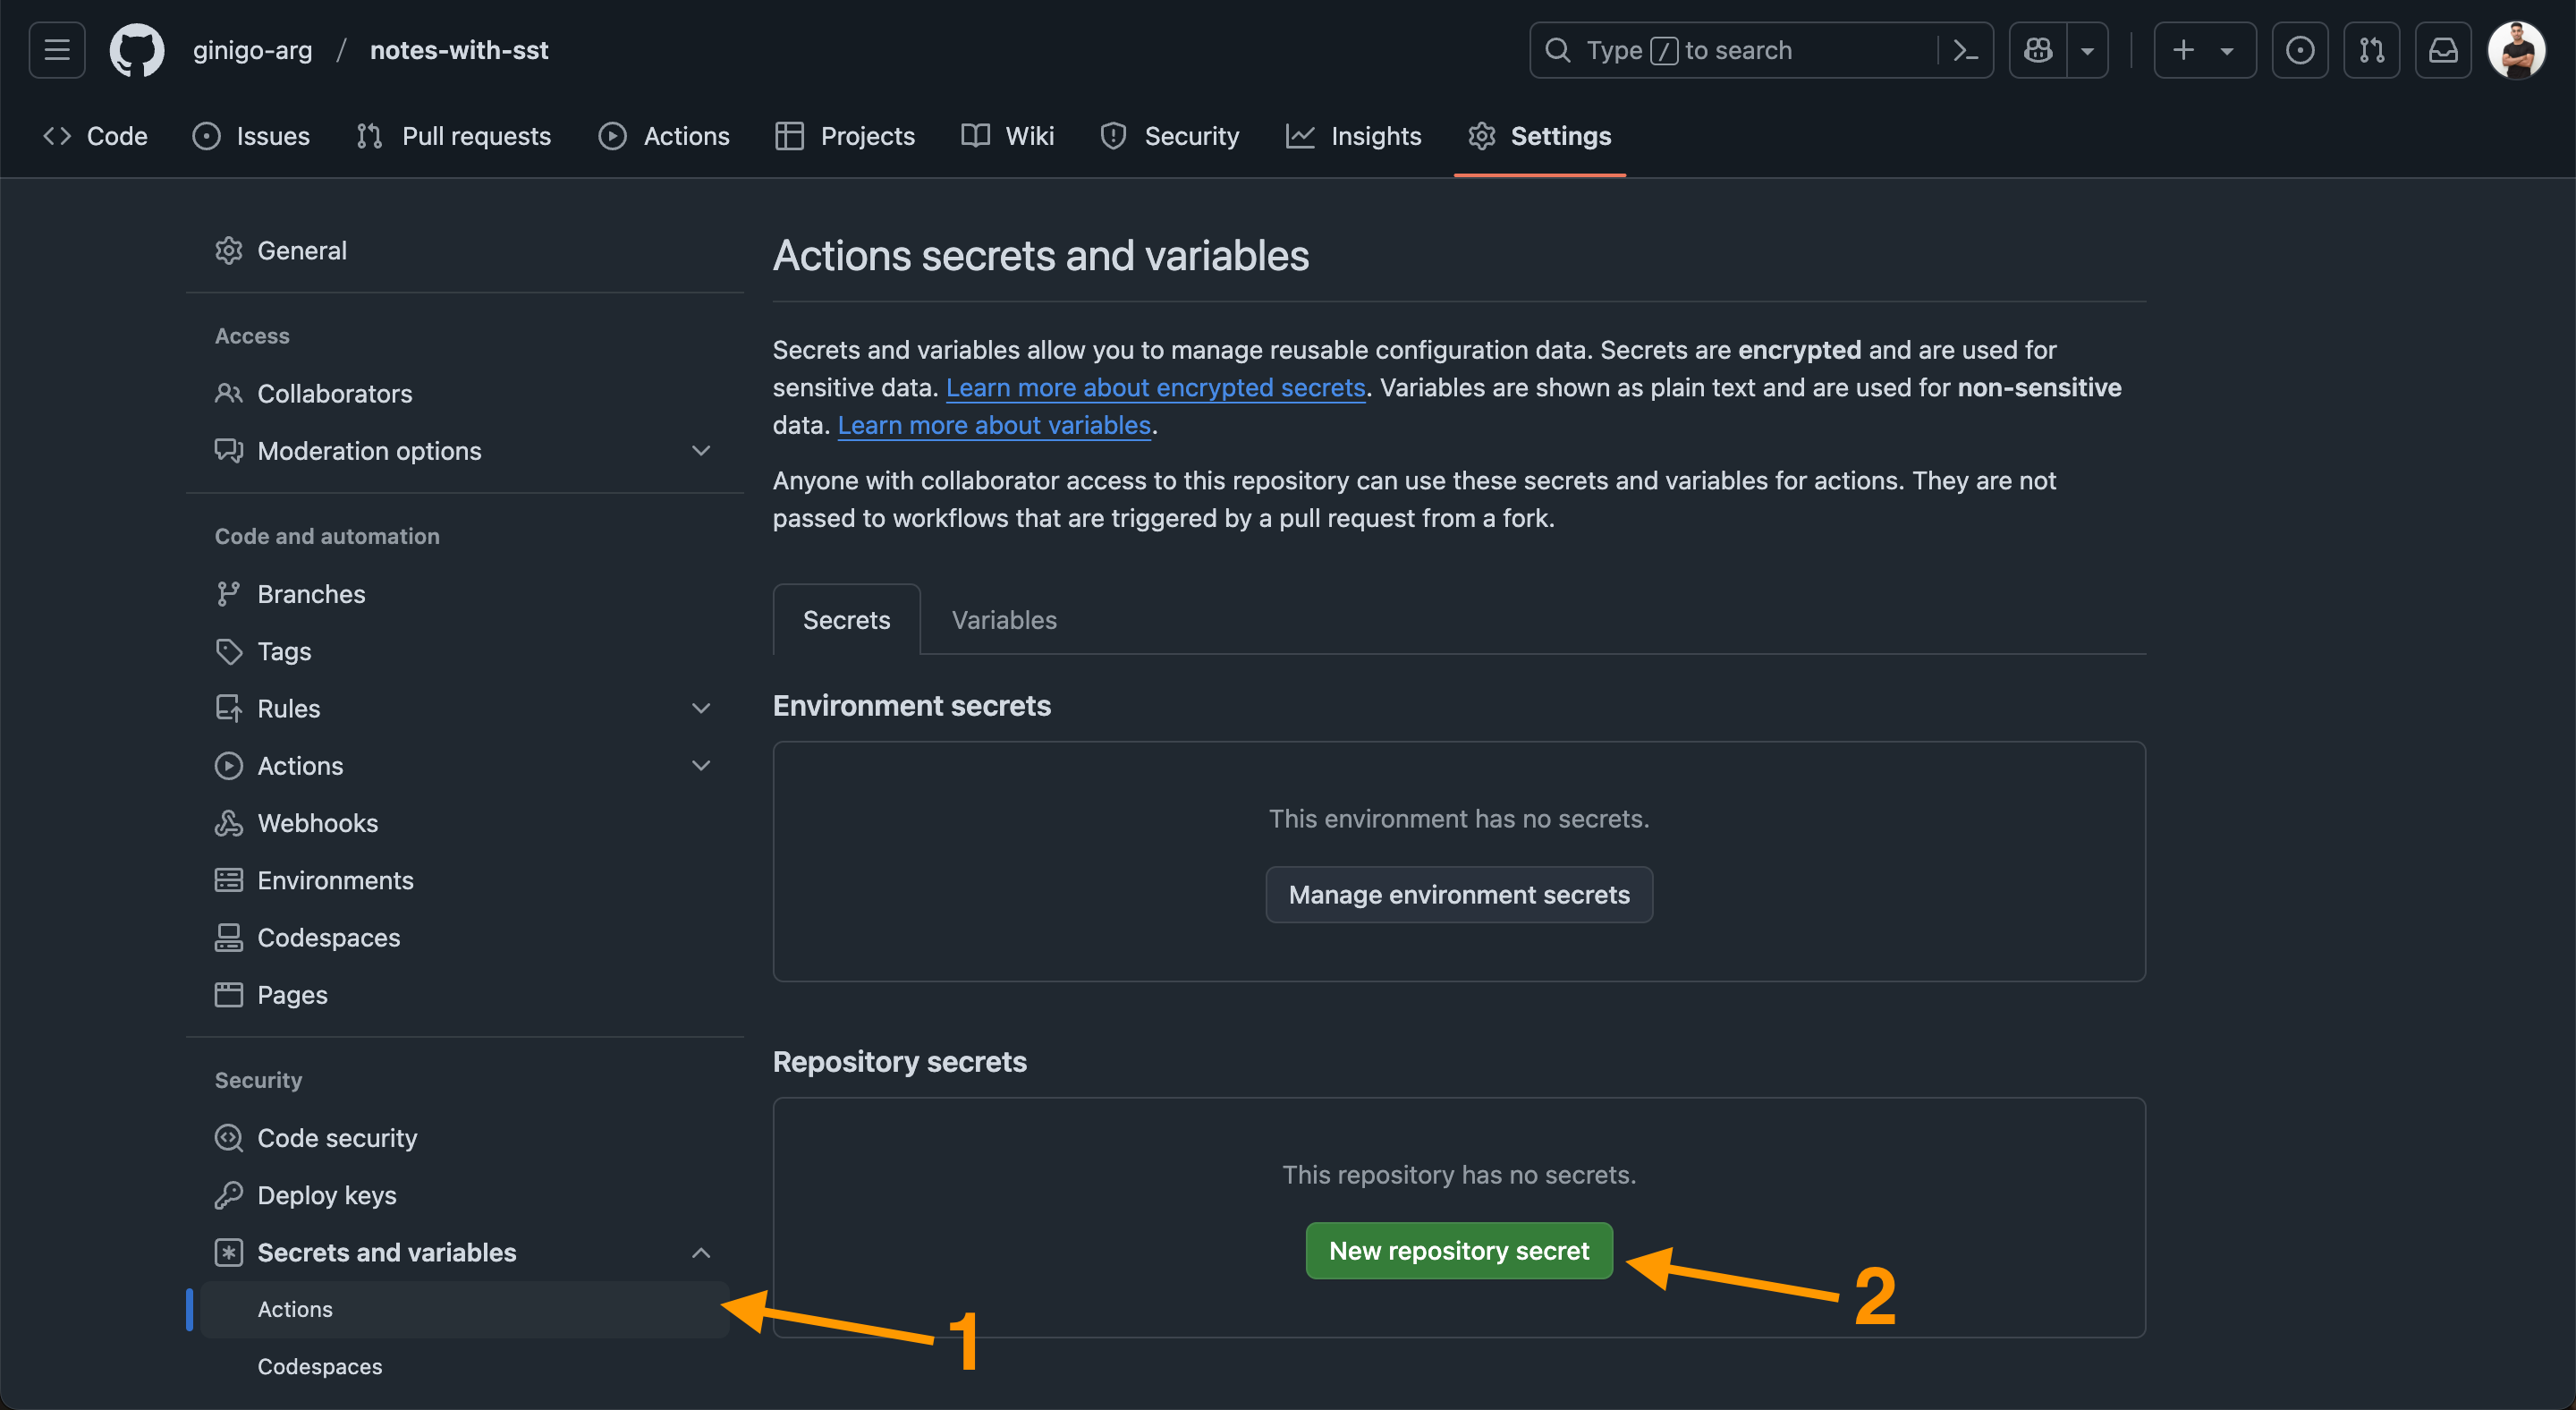 ginigo-arg / notes-with-sst
Type / to search
Code Issues Pull requests Actions Projects Wiki Security Insights Settings
General
Access
Collaborators
Moderation options
Code and automation
Branches
Tags
Rules
Actions
Webhooks
Environments
Codespaces
Pages
Security
Code security
Deploy keys
Secrets and variables
Actions
Codespaces
Actions secrets and variables
Secrets and variables allow you to manage reusable configuration data. Secrets are encrypted and are used for
sensitive data. Learn more about encrypted secrets. Variables are shown as plain text and are used for non-sensitive
data. Learn more about variables.
Anyone with collaborator access to this repository can use these secrets and variables for actions. They are not
passed to workflows that are triggered by a pull request from a fork.
Secrets Variables
Environment secrets
This environment has no secrets.
Manage environment secrets
Repository secrets
This repository has no secrets.
New repository secret
1
2